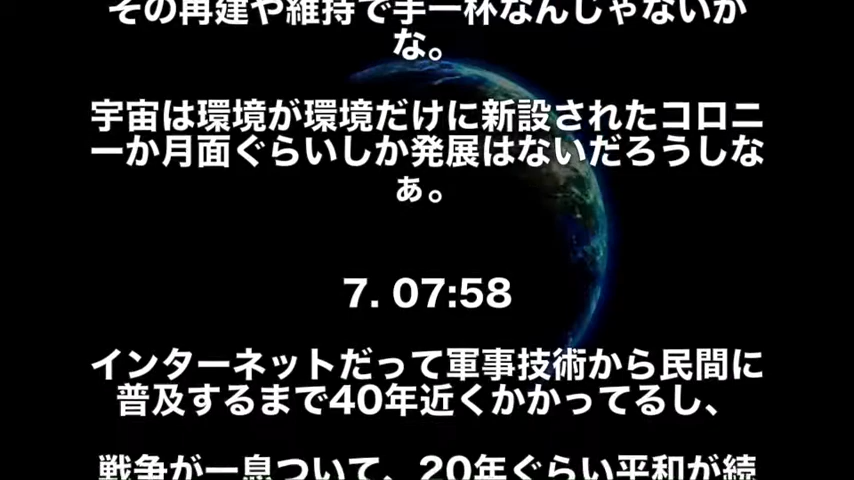 その再建や維持で手一杯なんじゃないか
な。
宇宙は環境が環境だけに新設されたコロニ
ーか月面ぐらいしか発展はないだろうしな
ぁ。
7. 07:58
インターネットだって軍事技術から民間に
普及するまで40年近くかかってるし、
戦争が一息ついて、20年ぐらい平和が続